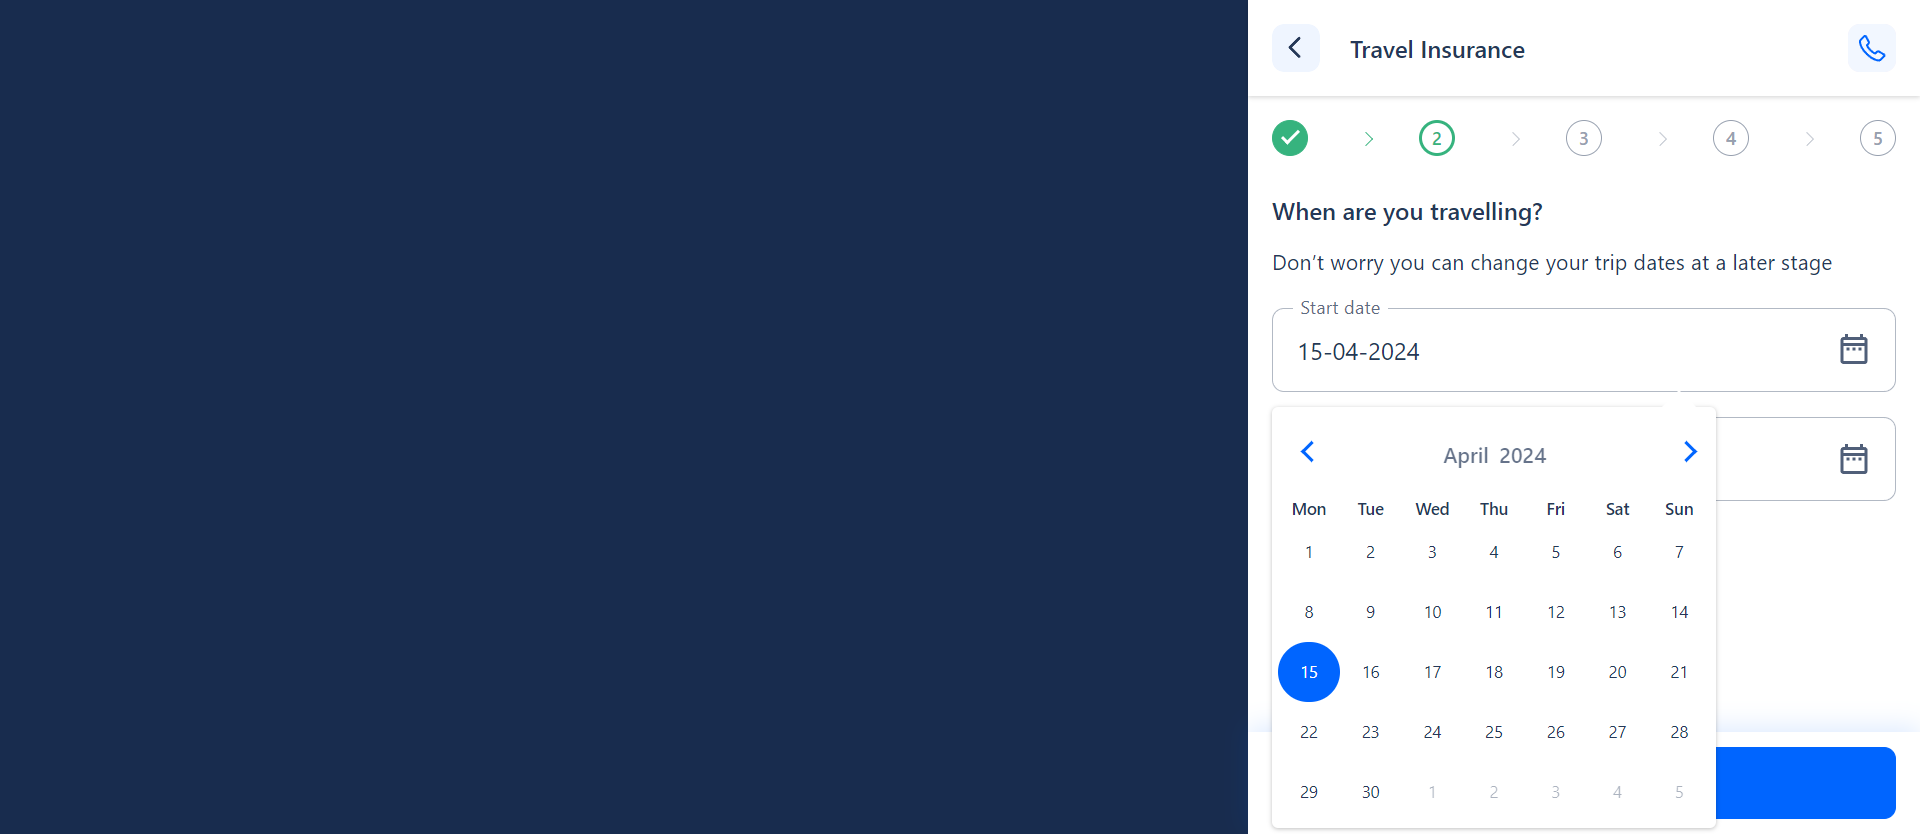 Travel Insurance
2 3 4 5
When are you travelling?
Don't worry you can change your trip dates at a later stage
Start date
15-04-2024
April 2024
Mon Tue Wed Thu Fri Sat Sun
1 2 3 4 5 6 7
8 9 10 11 12 13 14
15 16 17 18 19 20 21
22 23 24 25 26 27 28
29 30 1 2 3 4 5